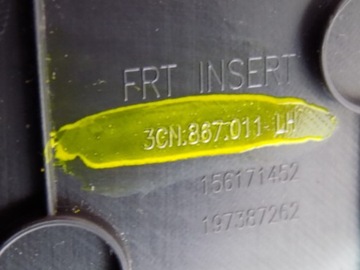 FRT INSERT
3CN.867.011-LH
156171452
197387262